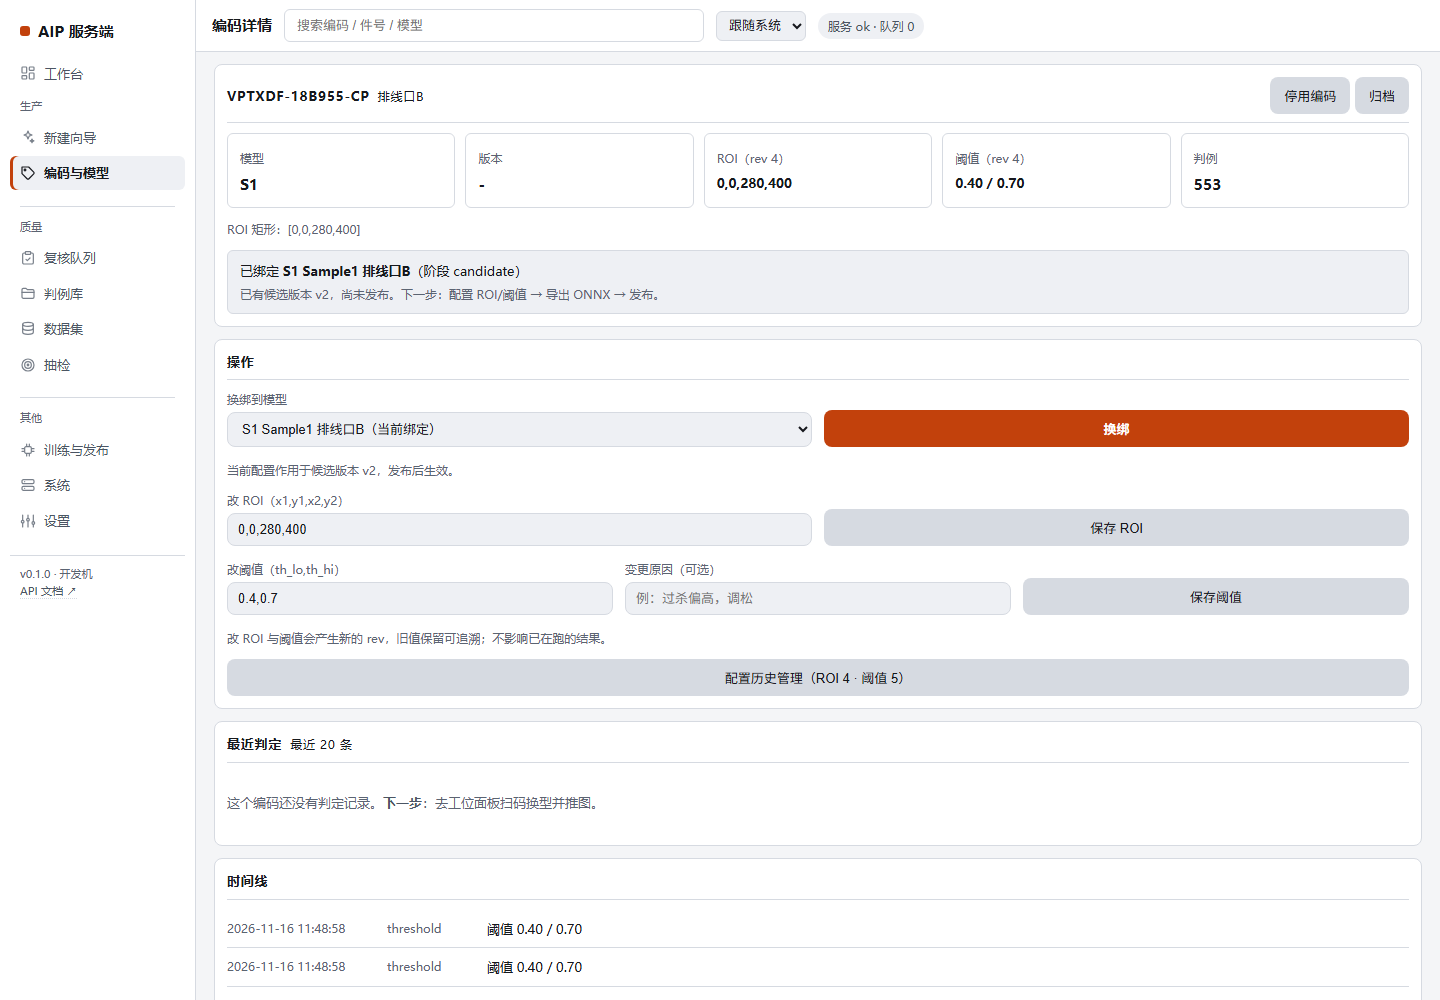 AIP 服务端
工作台
生产
新建向导
编码与模型
质量
复核队列
判例库
数据集
抽检
其他
训练与发布
系统
设置
v0.1.0 · 开发机
API 文档 ↗
编码详情
搜索编码 / 件号 / 模型
跟随系统
服务 ok · 队列 0
VPTXDF-18B955-CP 排线口B
停用编码
归档
模型
S1
版本
-
ROI（rev 4）
0,0,280,400
阈值（rev 4）
0.40 / 0.70
判例
553
ROI 矩形：[0,0,280,400]
已绑定 S1 Sample1 排线口B（阶段 candidate）
已有候选版本 v2，尚未发布。下一步：配置 ROI/阈值 → 导出 ONNX → 发布。
操作
换绑到模型
S1 Sample1 排线口B（当前绑定）
换绑
当前配置作用于候选版本 v2，发布后生效。
改 ROI（x1,y1,x2,y2）
0,0,280,400
保存 ROI
改阈值（th_lo,th_hi）
0.4,0.7
变更原因（可选）
例：过杀偏高，调松
保存阈值
改 ROI 与阈值会产生新的 rev，旧值保留可追溯；不影响已在跑的结果。
配置历史管理（ROI 4 · 阈值 5）
最近判定 最近 20 条
这个编码还没有判定记录。下一步：去工位面板扫码换型并推图。
时间线
2026-11-16 11:48:58 threshold 阈值 0.40 / 0.70
2026-11-16 11:48:58 threshold 阈值 0.40 / 0.70